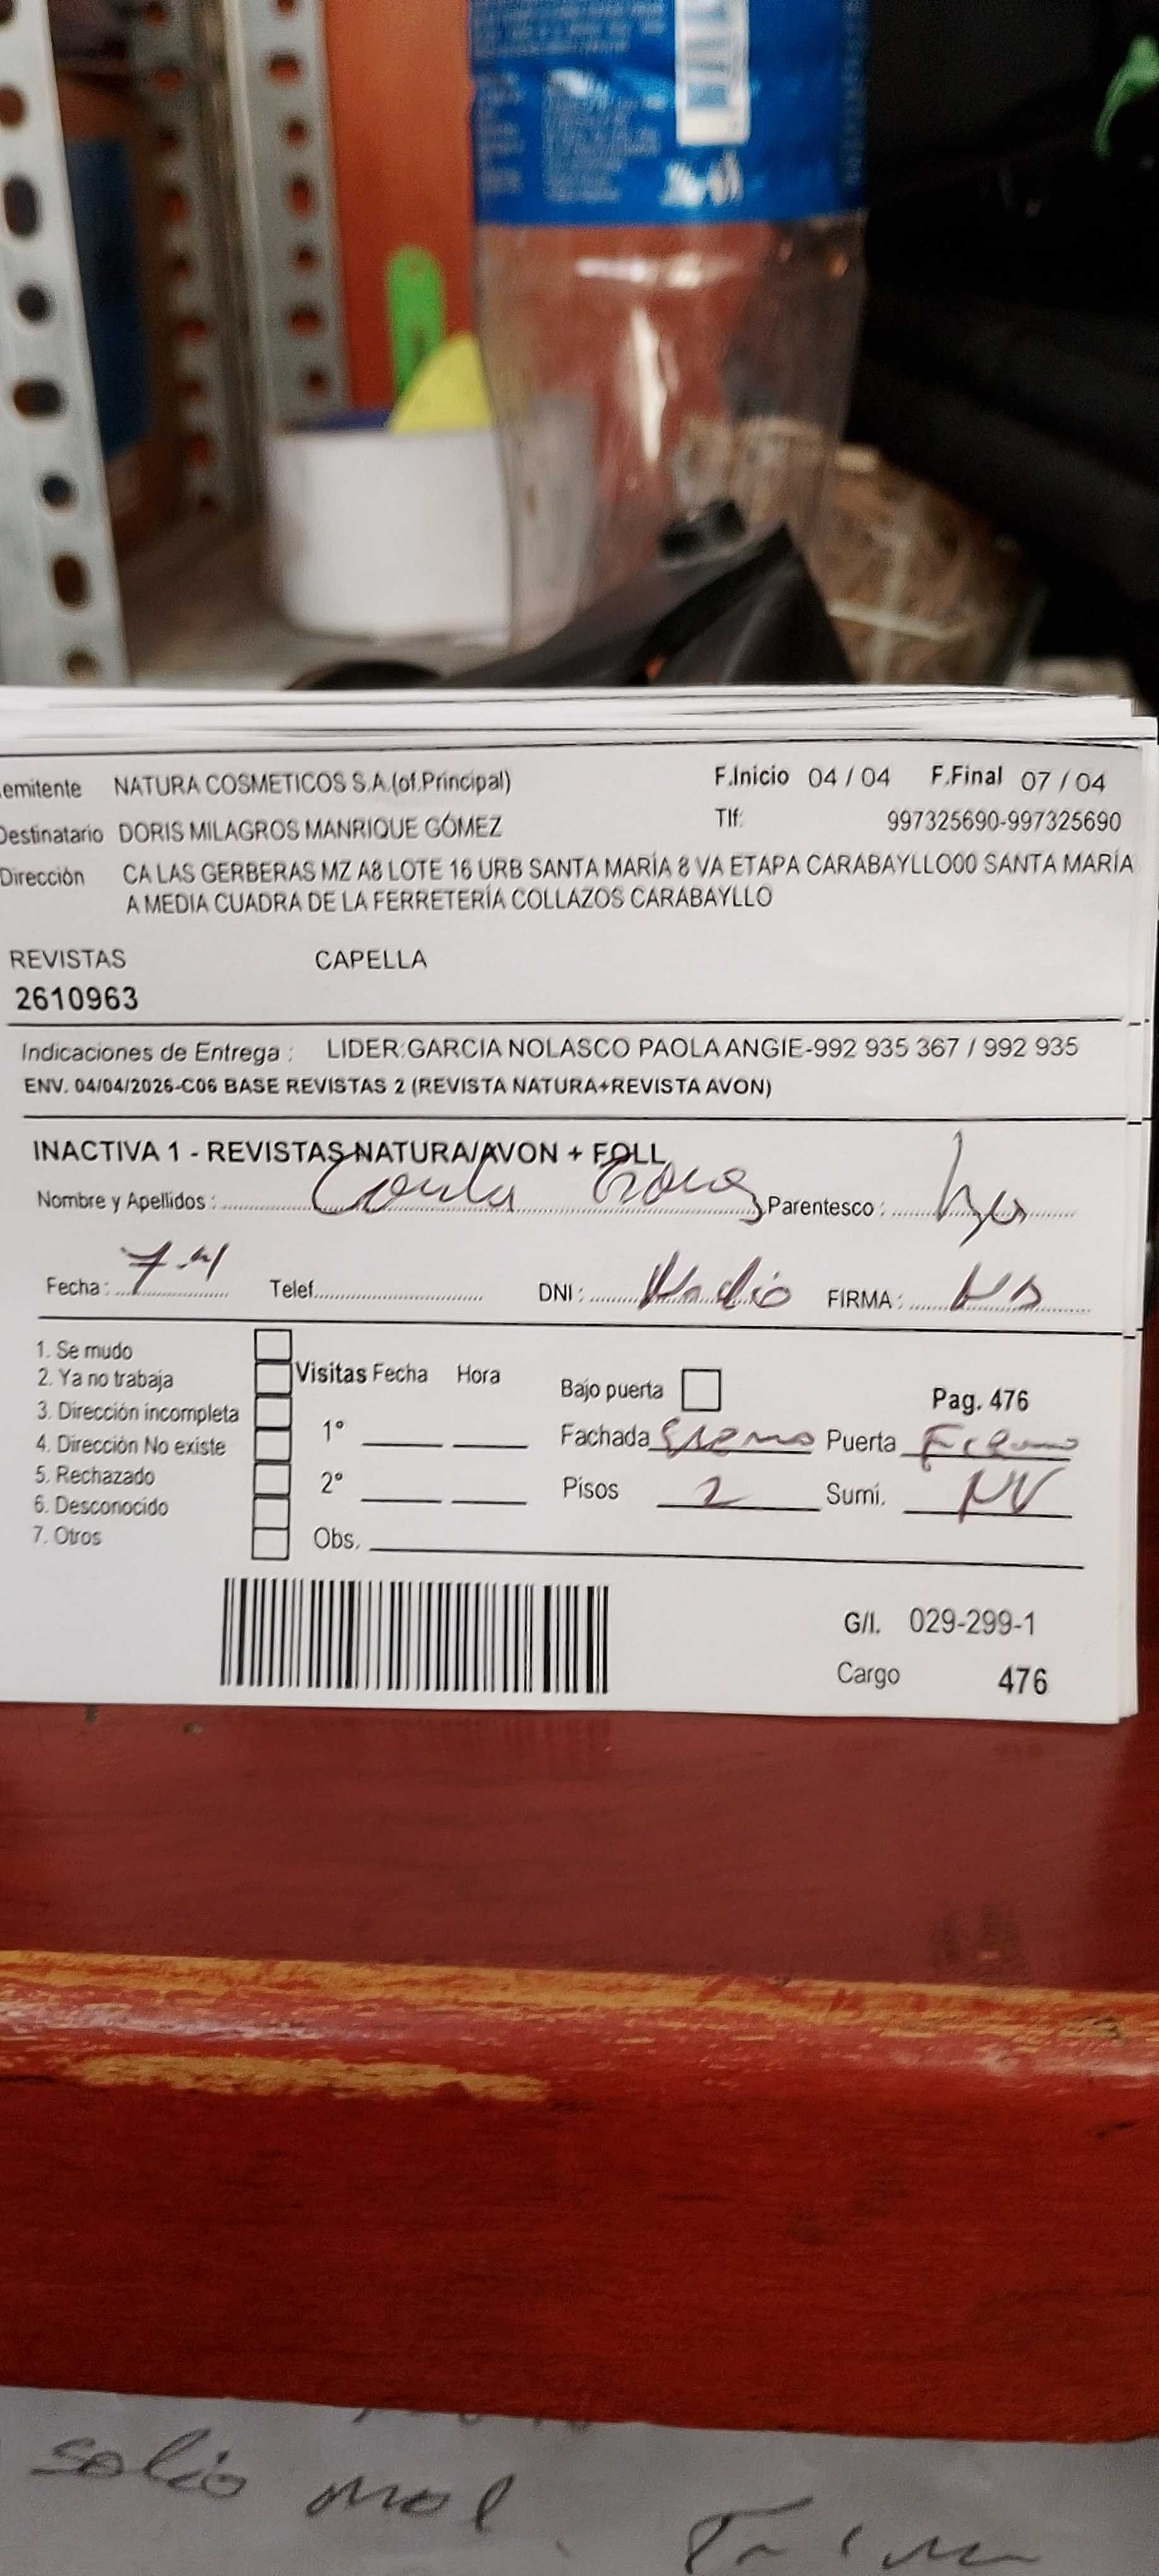 emitente NATURA COSMETICOS S.A.(of.Principal) F.Inicio 04 / 04 F.Final 07 / 04
Destinatario DORIS MILAGROS MANRIQUE GÓMEZ Tlf: 997325690-997325690
Dirección CA LAS GERBERAS MZ A8 LOTE 16 URB SANTA MARÍA 8 VA ETAPA CARABAYLLO00 SANTA MARÍA
A MEDIA CUADRA DE LA FERRETERÍA COLLAZOS CARABAYLLO
REVISTAS CAPELLA
2610963
Indicaciones de Entrega : LIDER:GARCIA NOLASCO PAOLA ANGIE-992 935 367 / 992 935
ENV. 04/04/2026-C06 BASE REVISTAS 2 (REVISTA NATURA+REVISTA AVON)
INACTIVA 1 - REVISTAS NATURA/AVON + FOLL
Nombre y Apellidos : Parentesco :
Fecha : Telef. DNI : FIRMA :
1. Se mudo
2. Ya no trabaja
3. Dirección incompleta
4. Dirección No existe
5. Rechazado
6. Desconocido
7. Otros
Visitas Fecha Hora
1°
2°
Obs.
Bajo puerta Pag. 476
Fachada Puerta
Pisos 2 Sumi. NV
G/I. 029-299-1
Cargo 476
salio mal